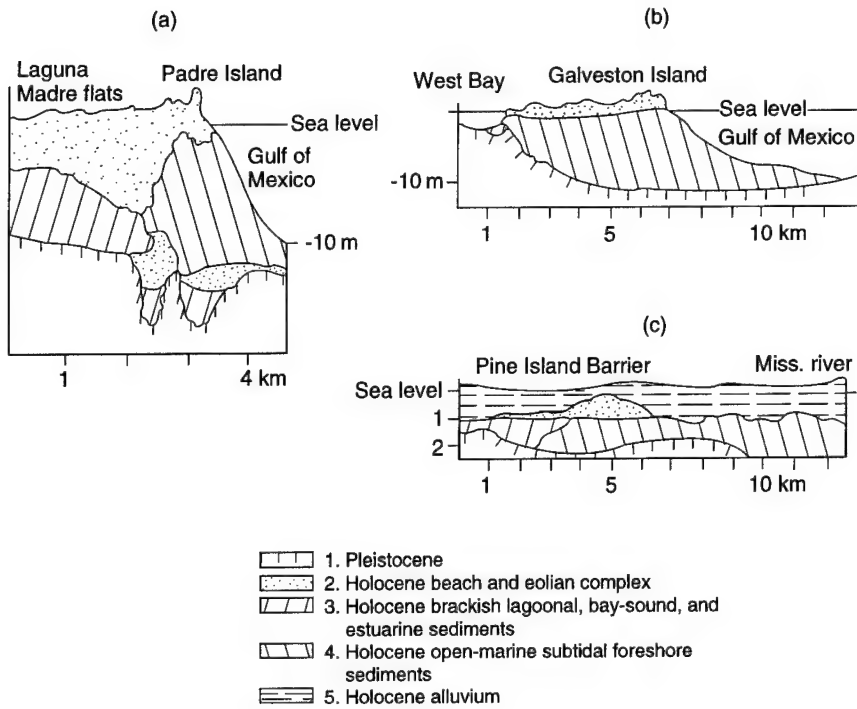 (a)
Laguna
Madre flats
Padre Island
Sea level
Gulf of
Mexico
-10 m
1
4 km
(b)
West Bay
Galveston Island
Sea level
Gulf of Mexico
-10 m
1
5
10 km
(c)
Pine Island Barrier
Miss. river
Sea level
1
2
1
5
10 km
1. Pleistocene
2. Holocene beach and eolian complex
3. Holocene brackish lagoonal, bay-sound, and
estuarine sediments
4. Holocene open-marine subtidal foreshore
sediments
5. Holocene alluvium